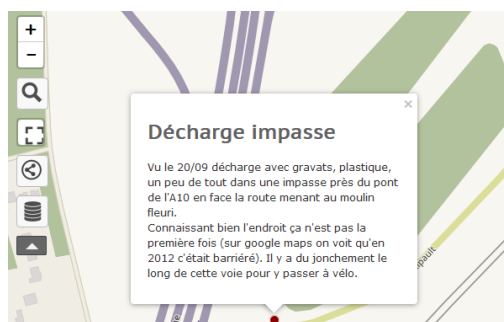 +
−
×
Décharge impasse
Vu le 20/09 décharge avec gravats, plastique,
un peu de tout dans une impasse près du pont
de l'A10 en face la route menant au moulin
fleuri.
Connaissant bien l'endroit ça n'est pas la
première fois (sur google maps on voit qu'en
2012 c'était barriéré). Il y a du jonchement le
long de cette voie pour y passer à vélo.